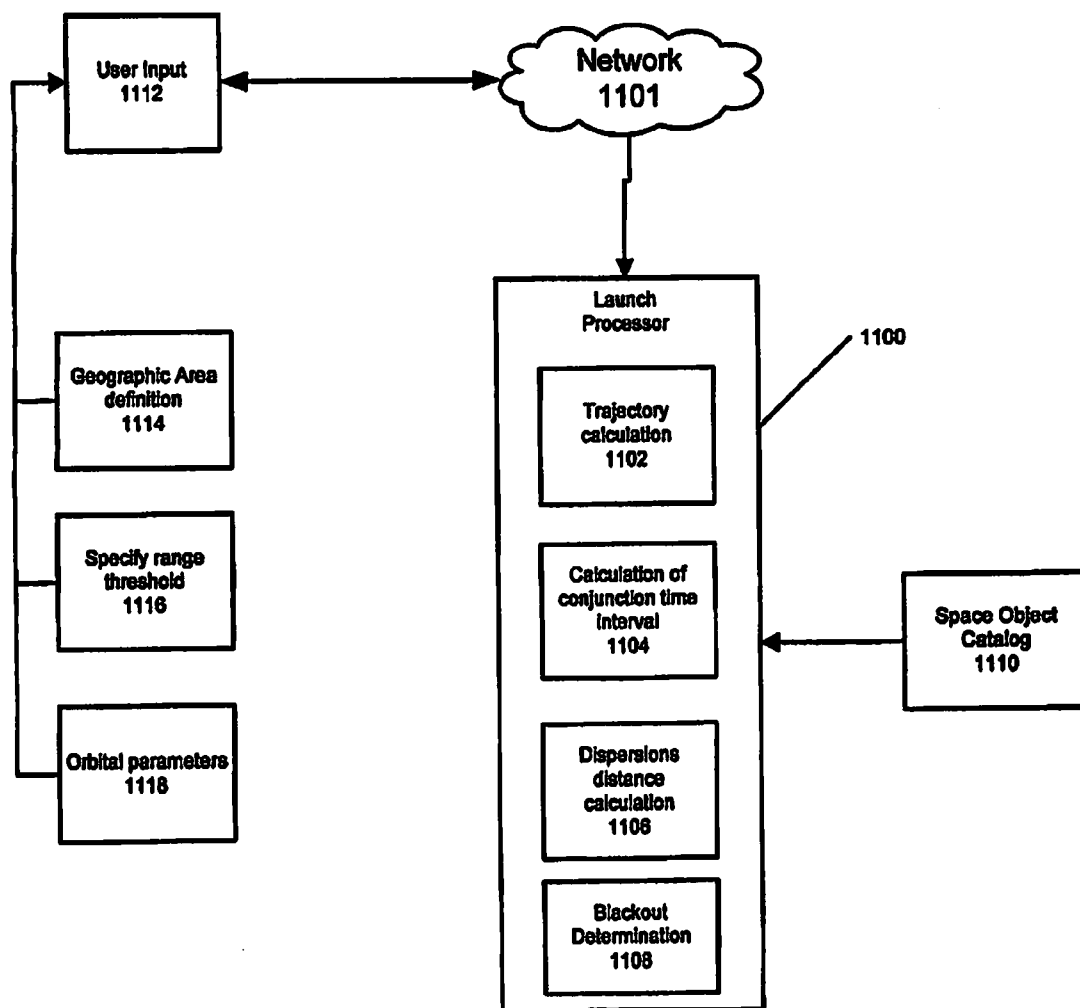 User Input
1112
Network
1101
Launch
Processor
1100
Geographic Area
definition
1114
Trajectory
calculation
1102
Specify range
threshold
1116
Calculation of
conjunction time
interval
1104
Space Object
Catalog
1110
Orbital parameters
1118
Dispersions
distance
calculation
1106
Blackout
Determination
1108